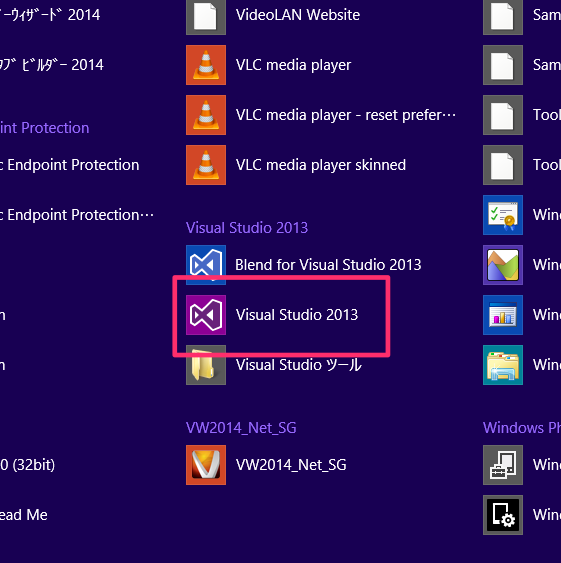 ｰｳｨｻﾞｰﾄﾞ 2014
ﾌﾞ ﾋﾞﾙﾀﾞｰ 2014
int Protection
c Endpoint Protection
c Endpoint Protection…
m
m
0 (32bit)
ead Me
VideoLAN Website
VLC media player
VLC media player - reset prefer…
VLC media player skinned
Visual Studio 2013
Blend for Visual Studio 2013
Visual Studio 2013
Visual Studio ツール
VW2014_Net_SG
VW2014_Net_SG
Sam
Sam
Tool
Tool
Wind
Wind
Wind
Wind
Windows Ph
Wind
Wind